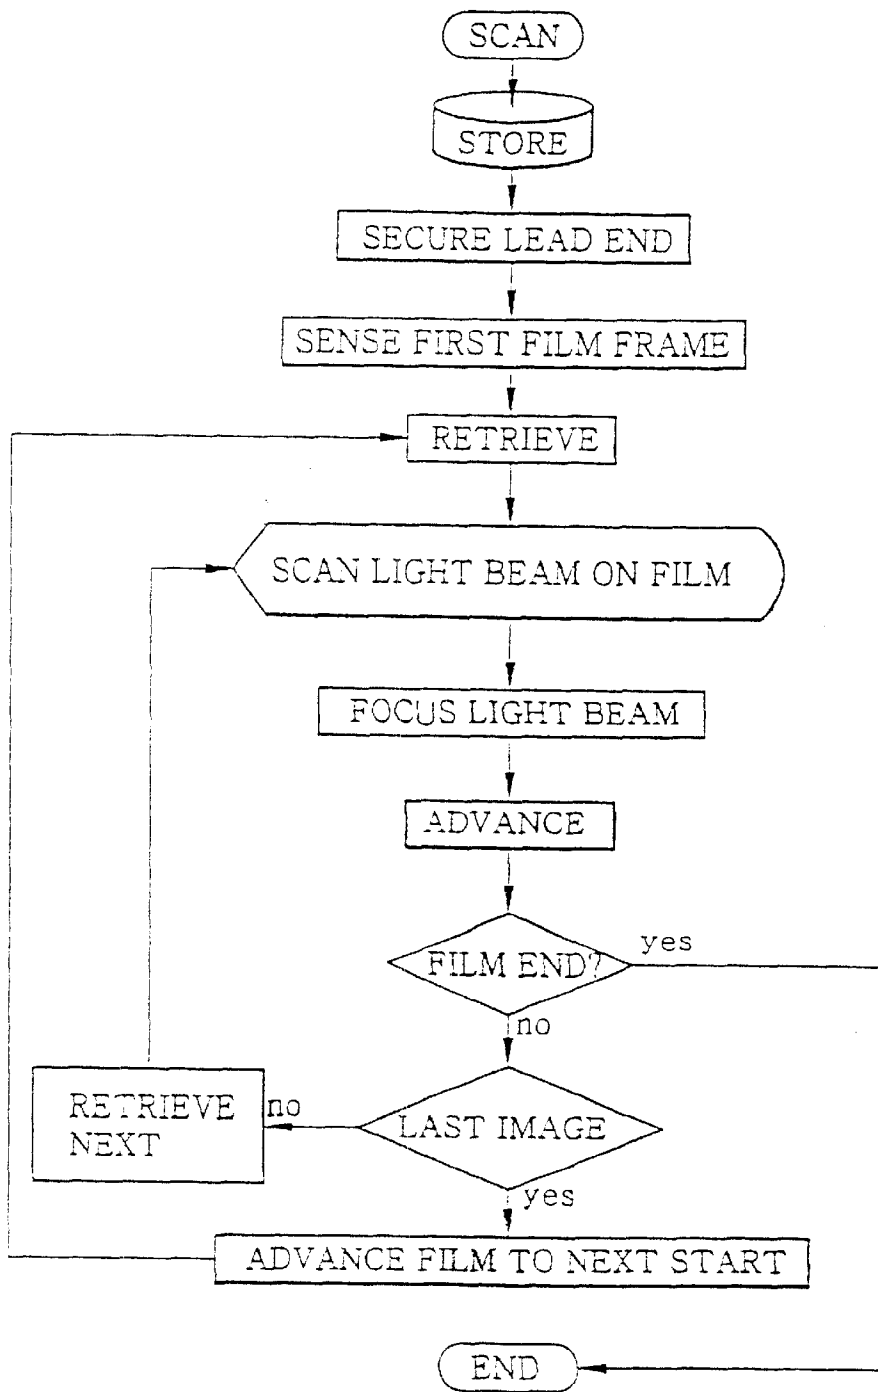 SCAN
STORE
SECURE LEAD END
SENSE FIRST FILM FRAME
RETRIEVE
SCAN LIGHT BEAM ON FILM
FOCUS LIGHT BEAM
ADVANCE
FILM END?
yes
no
LAST IMAGE
no
RETRIEVE
NEXT
yes
ADVANCE FILM TO NEXT START
END